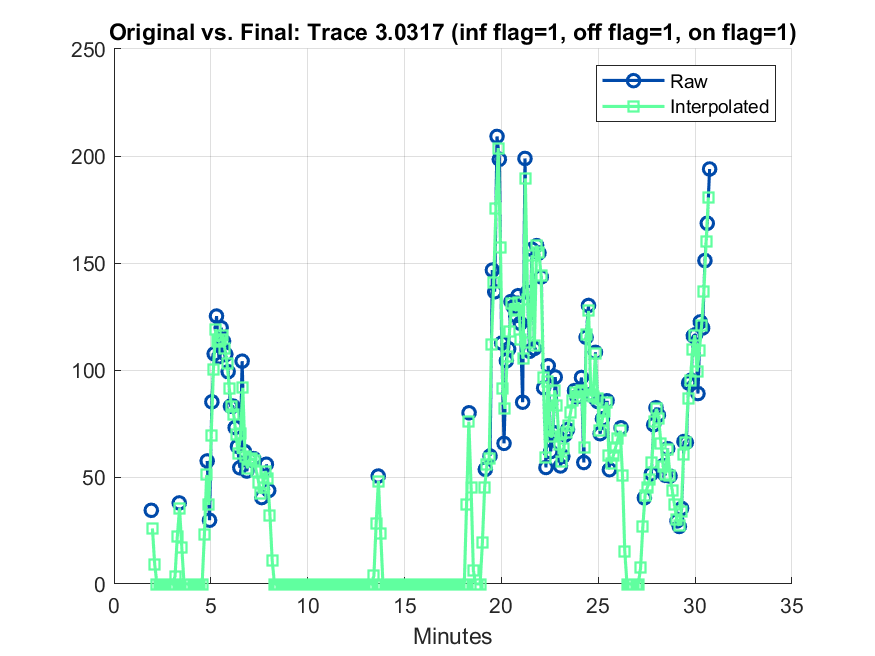 Original vs. Final: Trace 3.0317 (inf flag=1, off flag=1, on flag=1)
250
200
150
100
50
0
Raw
Interpolated
0 5 10 15 20 25 30 35
Minutes